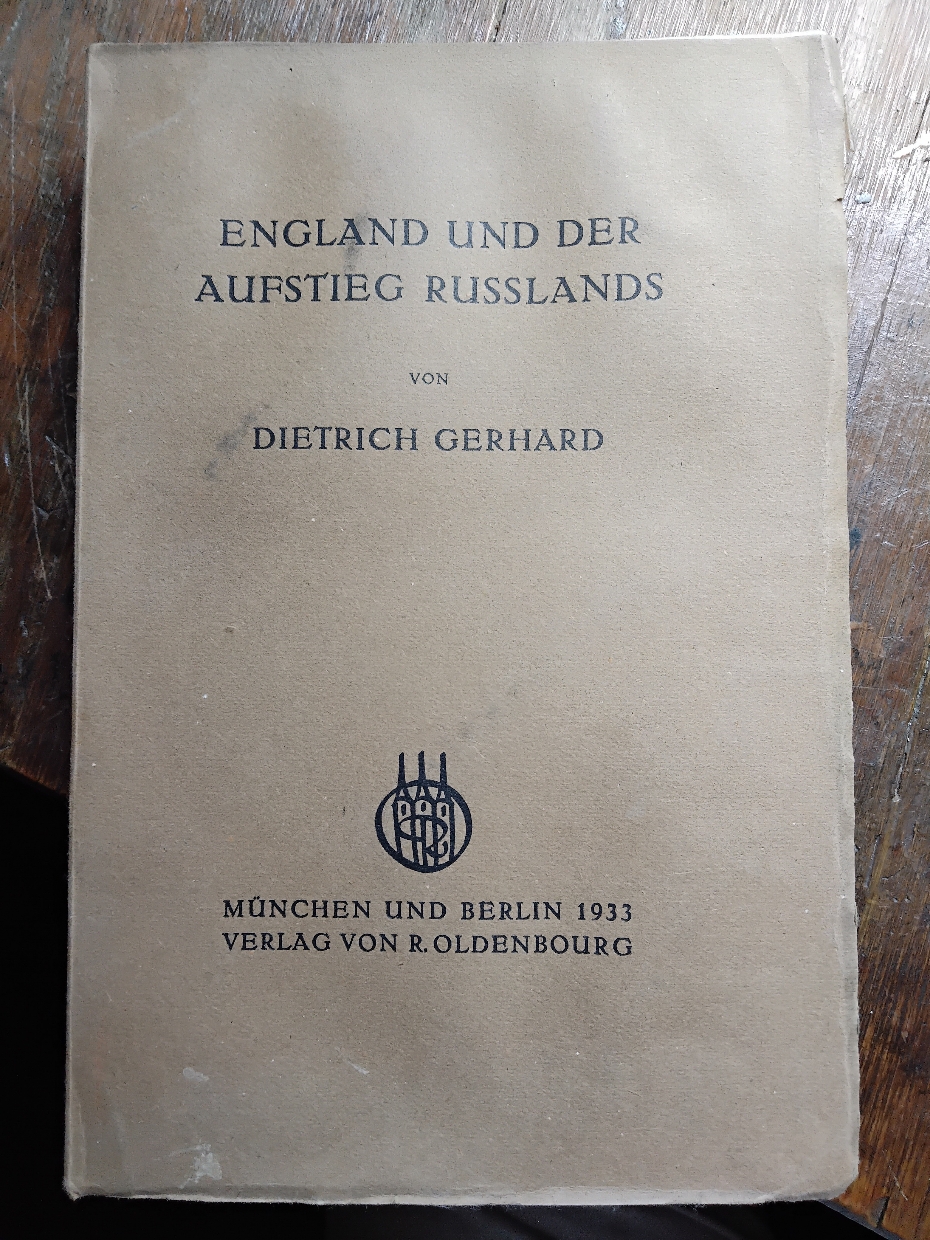 ENGLAND UND DER
AUFSTIEG RUSSLANDS
VON
DIETRICH GERHARD
MÜNCHEN UND BERLIN 1933
VERLAG VON R. OLDENBOURG